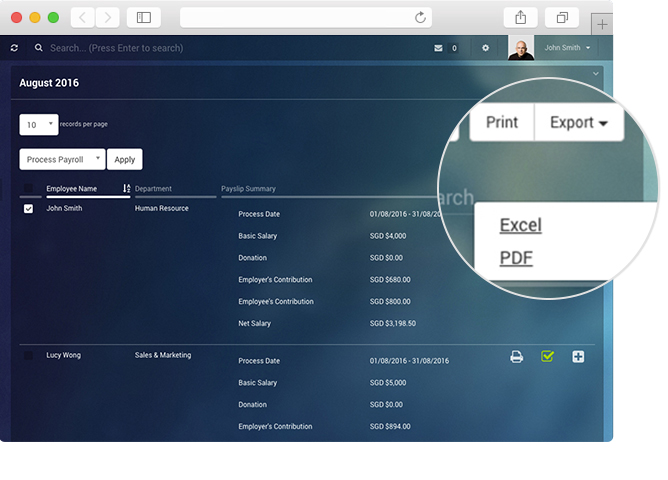 Search... (Press Enter to search)
0
John Smith
August 2016
10
records per page
Print
Export
Process Payroll
Apply
arch
Excel
PDF
Employee Name
Department
Payslip Summary
John Smith
Human Resource
Process Date
01/08/2016 - 31/08/20
Basic Salary
SGD $4,000
Donation
SGD $0.00
Employer's Contribution
SGD $680.00
Employee's Contribution
SGD $800.00
Net Salary
SGD $3,198.50
Lucy Wong
Sales & Marketing
Process Date
01/08/2016 - 31/08/2016
Basic Salary
SGD $5,000
Donation
SGD $0.00
Employer's Contribution
SGD $894.00